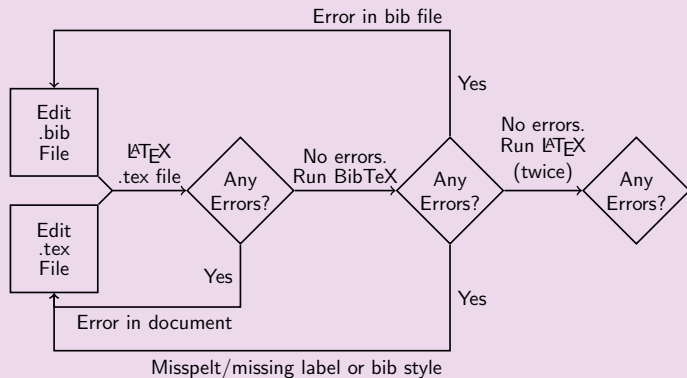 Error in bib file
Yes
Edit
.bib
File
LATEX
.tex file
Any
Errors?
No errors.
Run BibTeX
Any
Errors?
No errors.
Run LATEX
(twice)
Any
Errors?
Edit
.tex
File
Yes
Error in document
Yes
Misspelt/missing label or bib style